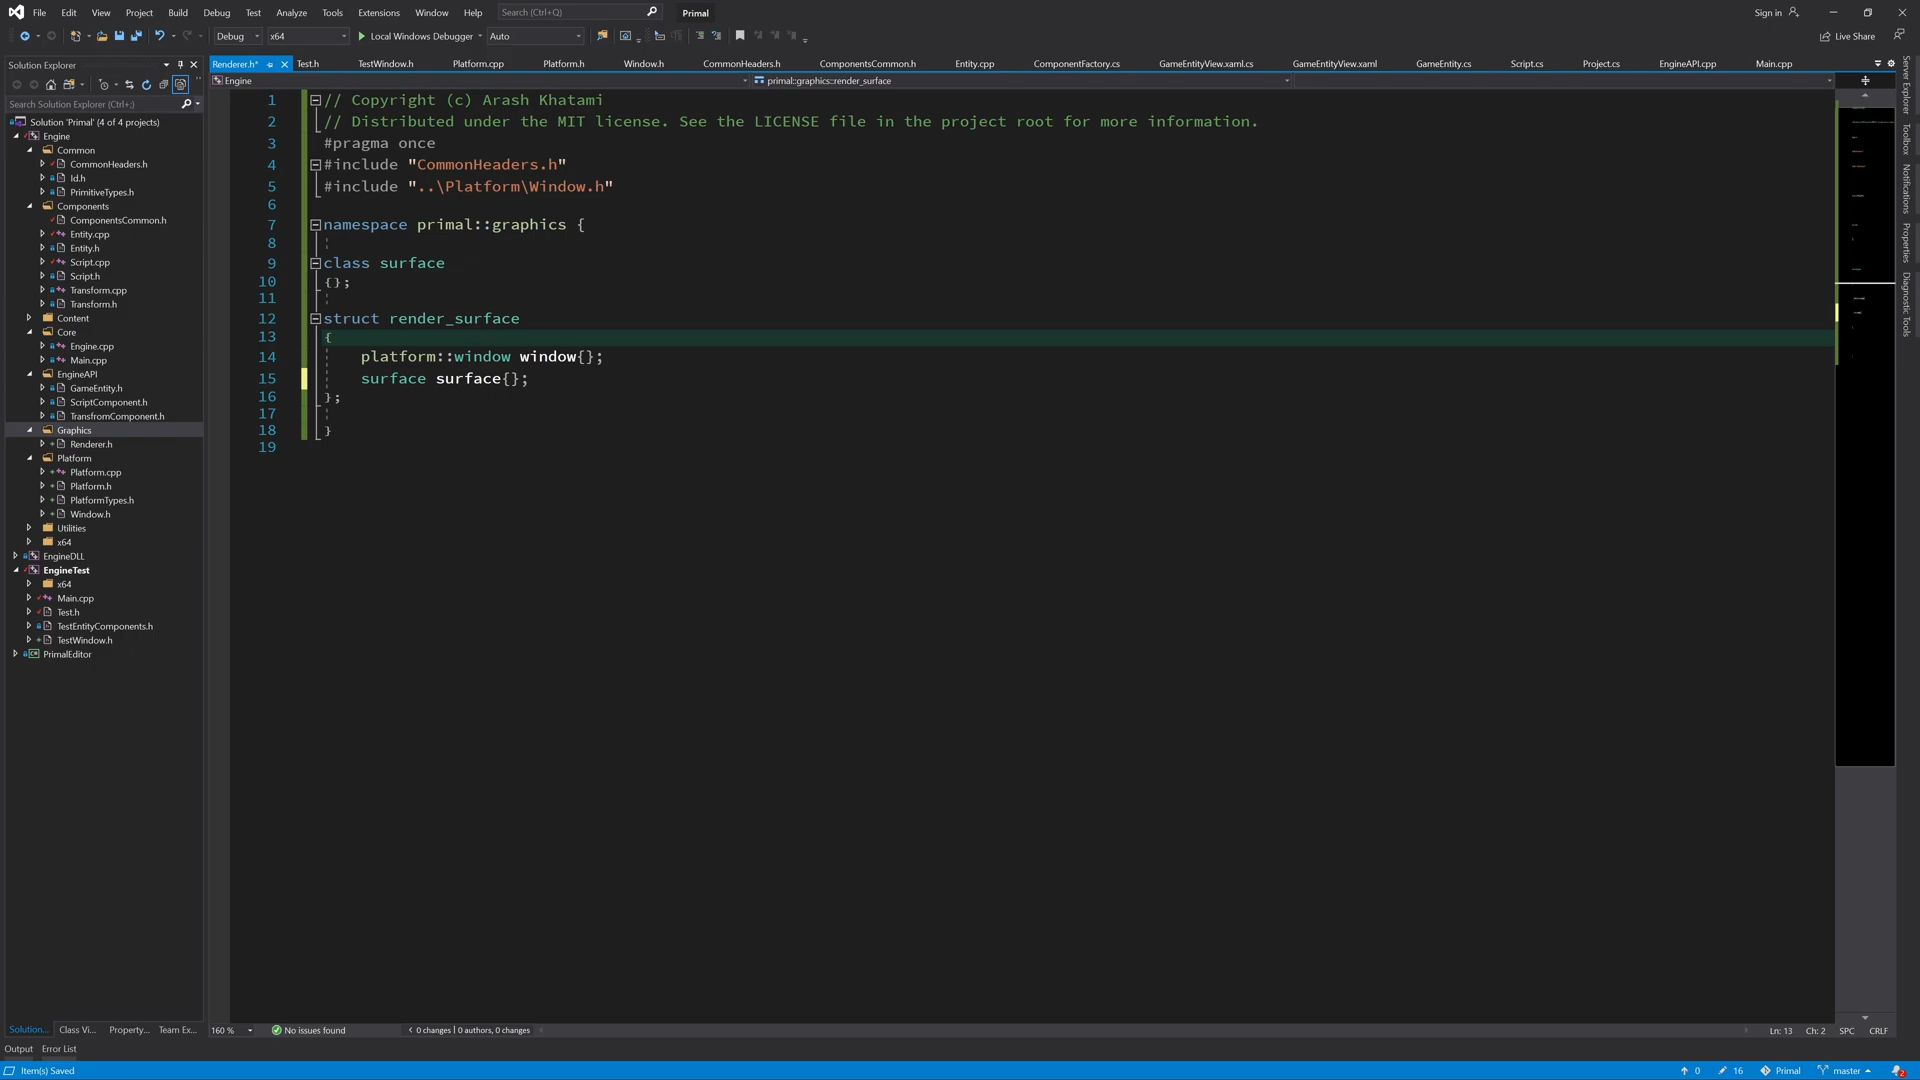 File Edit View Project Build Debug Test Analyze Tools Extensions Window Help Search (Ctrl+Q) Primal Sign in
Debug x64 Local Windows Debugger Auto Live Share
Solution Explorer
Search Solution Explorer (Ctrl+;)
Solution 'Primal' (4 of 4 projects)
Engine
Common
CommonHeaders.h
Id.h
PrimitiveTypes.h
Components
ComponentsCommon.h
Entity.cpp
Entity.h
Script.cpp
Script.h
Transform.cpp
Transform.h
Content
Core
Engine.cpp
Main.cpp
EngineAPI
GameEntity.h
ScriptComponent.h
TransfromComponent.h
Graphics
Renderer.h
Platform
Platform.cpp
Platform.h
PlatformTypes.h
Window.h
Utilities
x64
EngineDLL
EngineTest
x64
Main.cpp
Test.h
TestEntityComponents.h
TestWindow.h
PrimalEditor
Solution... Class Vi... Property... Team Ex...
Renderer.h* Test.h TestWindow.h Platform.cpp Platform.h Window.h CommonHeaders.h ComponentsCommon.h Entity.cpp ComponentFactory.cs GameEntityView.xaml.cs GameEntityView.xaml GameEntity.cs Script.cs Project.cs EngineAPI.cpp Main.cpp
Engine primal::graphics::render_surface
1 // Copyright (c) Arash Khatami
2 // Distributed under the MIT license. See the LICENSE file in the project root for more information.
3 #pragma once
4 #include "CommonHeaders.h"
5 #include "..\Platform\Window.h"
6
7 namespace primal::graphics {
8
9 class surface
10 {};
11
12 struct render_surface
13 {
14 platform::window window{};
15 surface surface{};
16 };
17
18 }
19
Server Explorer
Toolbox
Notifications
Properties
Diagnostic Tools
160 % No issues found 0 changes | 0 authors, 0 changes Ln: 13 Ch: 2 SPC CRLF
Output Error List
Item(s) Saved 0 16 Primal master 2